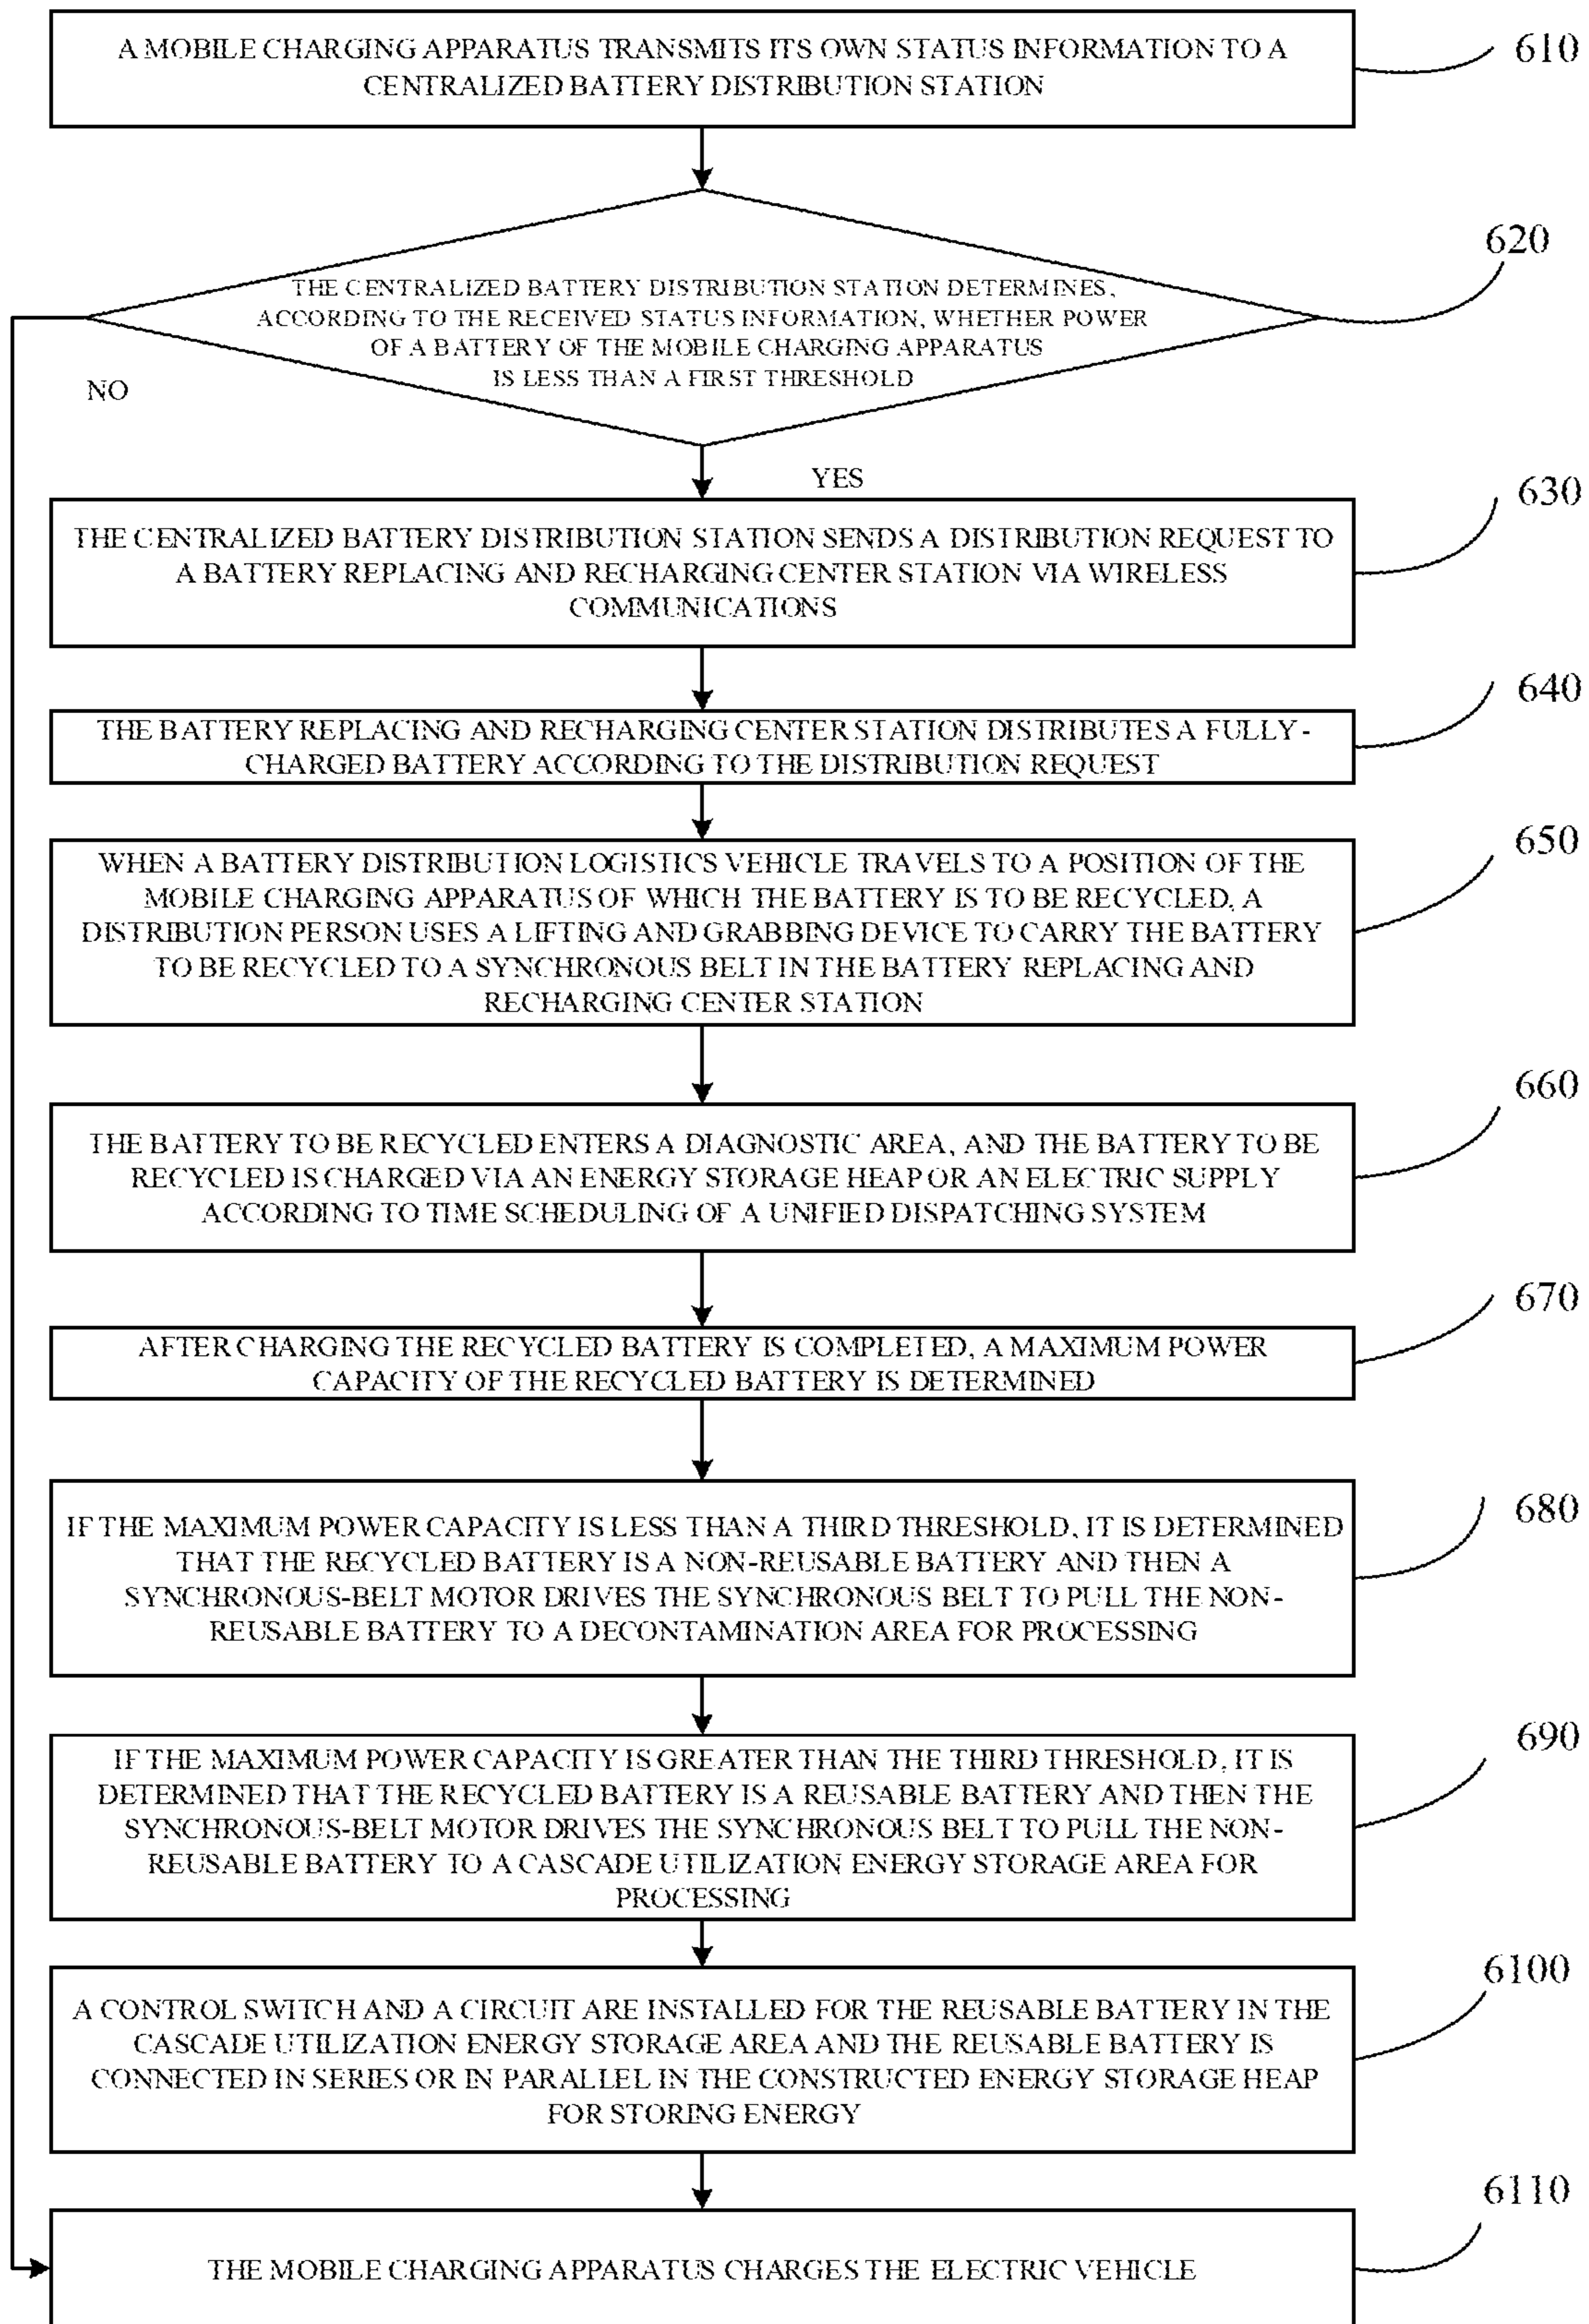 A MOBILE CHARGING APPARATUS TRANSMITS ITS OWN STATUS INFORMATION TO A
CENTRALIZED BATTERY DISTRIBUTION STATION
610
THE CENTRALIZED BATTERY DISTRIBUTION STATION DETERMINES,
ACCORDING TO THE RECEIVED STATUS INFORMATION, WHETHER POWER
OF A BATTERY OF THE MOBILE CHARGING APPARATUS
IS LESS THAN A FIRST THRESHOLD
620
NO
YES
THE CENTRALIZED BATTERY DISTRIBUTION STATION SENDS A DISTRIBUTION REQUEST TO
A BATTERY REPLACING AND RECHARGING CENTER STATION VIA WIRELESS
COMMUNICATIONS
630
THE BATTERY REPLACING AND RECHARGING CENTER STATION DISTRIBUTES A FULLY-
CHARGED BATTERY ACCORDING TO THE DISTRIBUTION REQUEST
640
WHEN A BATTERY DISTRIBUTION LOGISTICS VEHICLE TRAVELS TO A POSITION OF THE
MOBILE CHARGING APPARATUS OF WHICH THE BATTERY IS TO BE RECYCLED, A
DISTRIBUTION PERSON USES A LIFTING AND GRABBING DEVICE TO CARRY THE BATTERY
TO BE RECYCLED TO A SYNCHRONOUS BELT IN THE BATTERY REPLACING AND
RECHARGING CENTER STATION
650
THE BATTERY TO BE RECYCLED ENTERS A DIAGNOSTIC AREA, AND THE BATTERY TO BE
RECYCLED IS CHARGED VIA AN ENERGY STORAGE HEAP OR AN ELECTRIC SUPPLY
ACCORDING TO TIME SCHEDULING OF A UNIFIED DISPATCHING SYSTEM
660
AFTER CHARGING THE RECYCLED BATTERY IS COMPLETED, A MAXIMUM POWER
CAPACITY OF THE RECYCLED BATTERY IS DETERMINED
670
IF THE MAXIMUM POWER CAPACITY IS LESS THAN A THIRD THRESHOLD, IT IS DETERMINED
THAT THE RECYCLED BATTERY IS A NON-REUSABLE BATTERY AND THEN A
SYNCHRONOUS-BELT MOTOR DRIVES THE SYNCHRONOUS BELT TO PULL THE NON-
REUSABLE BATTERY TO A DECONTAMINATION AREA FOR PROCESSING
680
IF THE MAXIMUM POWER CAPACITY IS GREATER THAN THE THIRD THRESHOLD, IT IS
DETERMINED THAT THE RECYCLED BATTERY IS A REUSABLE BATTERY AND THEN THE
SYNCHRONOUS-BELT MOTOR DRIVES THE SYNCHRONOUS BELT TO PULL THE NON-
REUSABLE BATTERY TO A CASCADE UTILIZATION ENERGY STORAGE AREA FOR
PROCESSING
690
A CONTROL SWITCH AND A CIRCUIT ARE INSTALLED FOR THE REUSABLE BATTERY IN THE
CASCADE UTILIZATION ENERGY STORAGE AREA AND THE REUSABLE BATTERY IS
CONNECTED IN SERIES OR IN PARALLEL IN THE CONSTRUCTED ENERGY STORAGE HEAP
FOR STORING ENERGY
6100
THE MOBILE CHARGING APPARATUS CHARGES THE ELECTRIC VEHICLE
6110